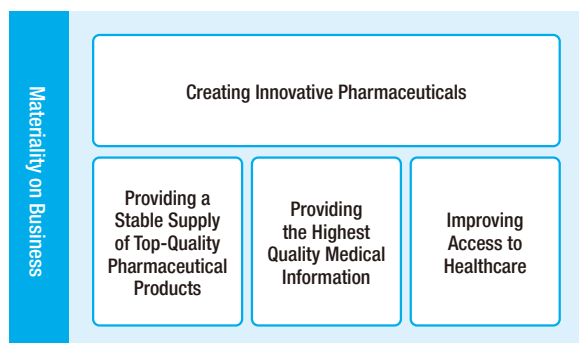 Materiality on Business
Creating Innovative Pharmaceuticals
Providing a
Stable Supply
of Top-Quality
Pharmaceutical
Products
Providing
the Highest
Quality Medical
Information
Improving
Access to
Healthcare